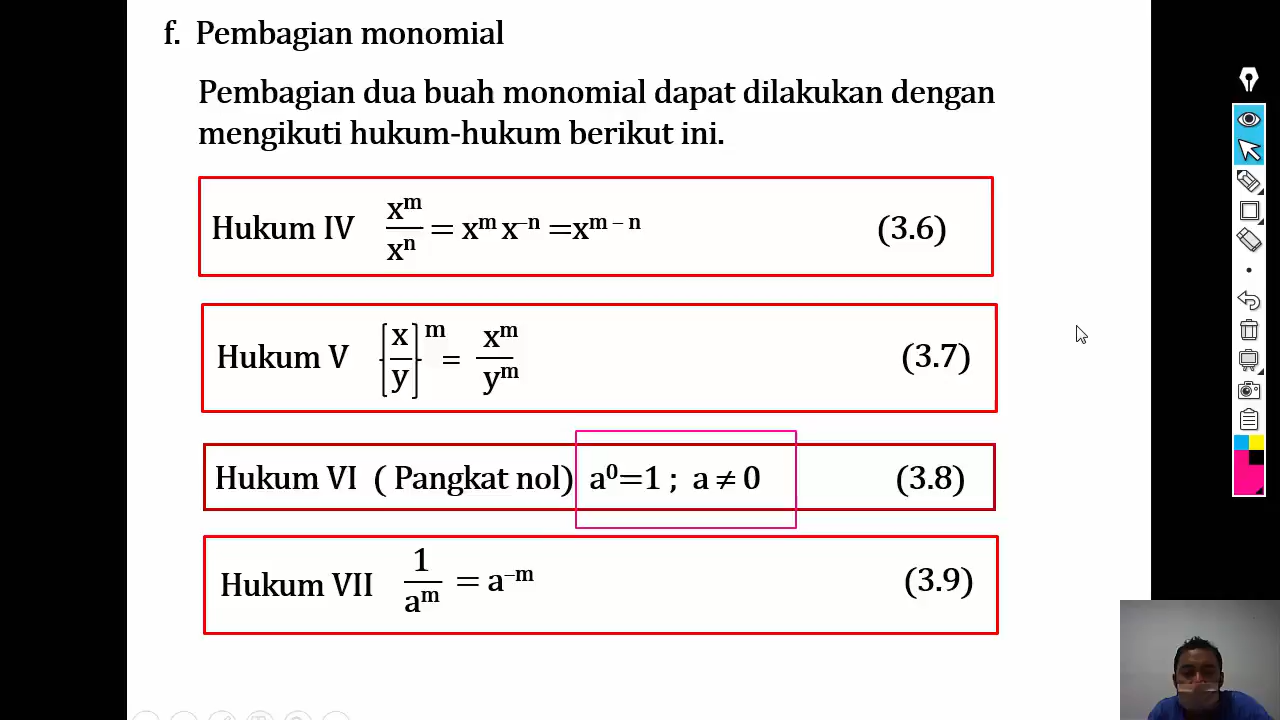 f. Pembagian monomial
Pembagian dua buah monomial dapat dilakukan dengan
mengikuti hukum-hukum berikut ini.
Hukum IV xᵐ/xⁿ = xᵐ x⁻ⁿ =xᵐ ⁻ ⁿ (3.6)
Hukum V [x/y]ᵐ = xᵐ/yᵐ (3.7)
Hukum VI ( Pangkat nol) a⁰=1 ; a ≠ 0 (3.8)
Hukum VII 1/aᵐ = a⁻ᵐ (3.9)